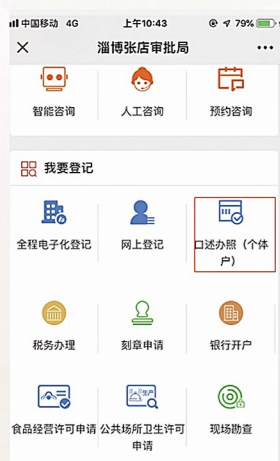 中国移动 4G 上午10:43 79%
淄博张店审批局
智能咨询 人工咨询 预约咨询
我要登记
全程电子化登记 网上登记 口述办照（个体
户）
税务办理 刻章申请 银行开户
食品经营许可申请 公共场所卫生许可 现场勘查
申请